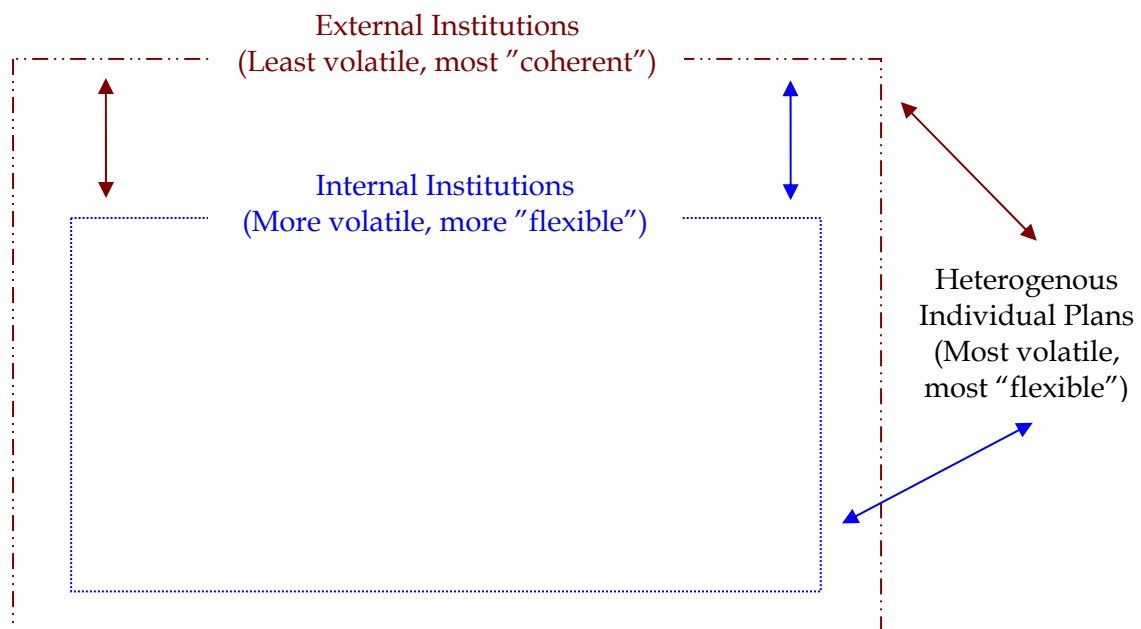 External Institutions
(Least volatile, most ”coherent”)
Internal Institutions
(More volatile, more ”flexible”)
Heterogenous
Individual Plans
(Most volatile,
most “flexible”)